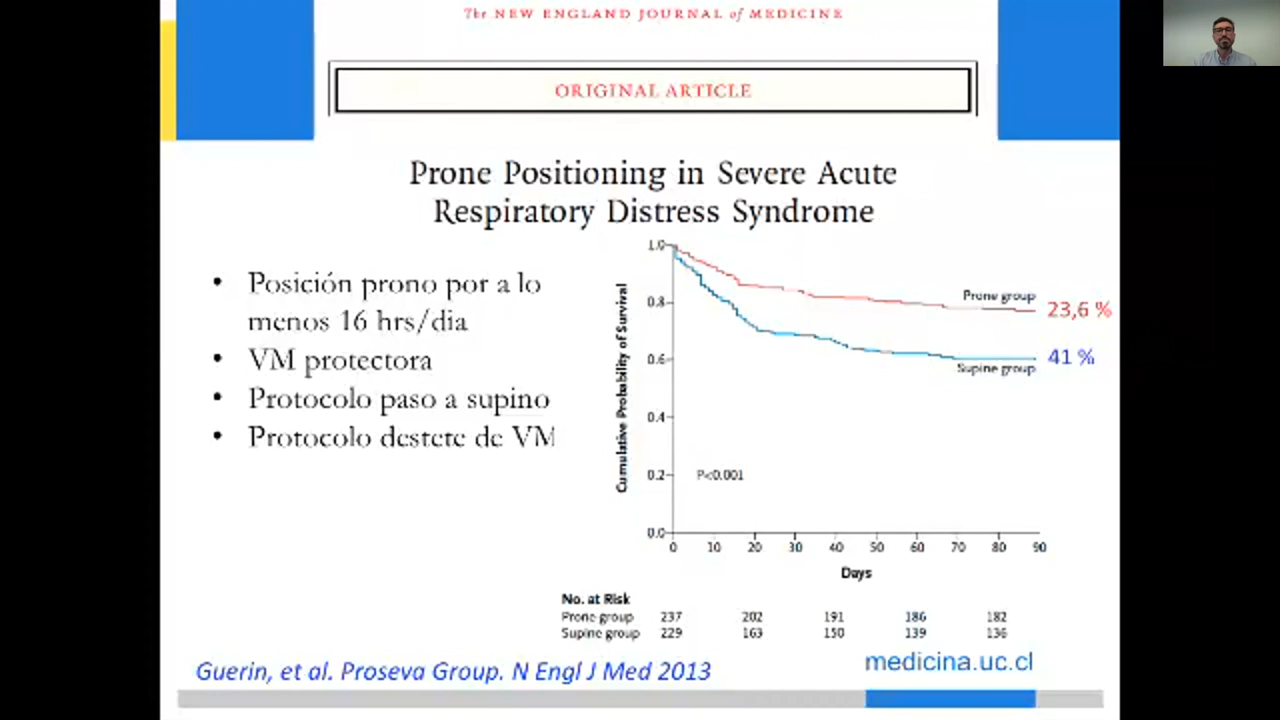 The NEW ENGLAND JOURNAL of MEDICINE
ORIGINAL ARTICLE
Prone Positioning in Severe Acute
Respiratory Distress Syndrome
• Posición prono por a lo
menos 16 hrs/dia
• VM protectora
• Protocolo paso a supino
• Protocolo destete de VM
Cumulative Probability of Survival
1.0
0.8
0.6
0.4
0.2
0.0
Prone group
23,6 %
41 %
Supine group
P<0.001
0 10 20 30 40 50 60 70 80 90
Days
No. at Risk
Prone group 237 202 191 186 182
Supine group 229 163 150 139 136
Guerin, et al. Proseva Group. N Engl J Med 2013
medicina.uc.cl